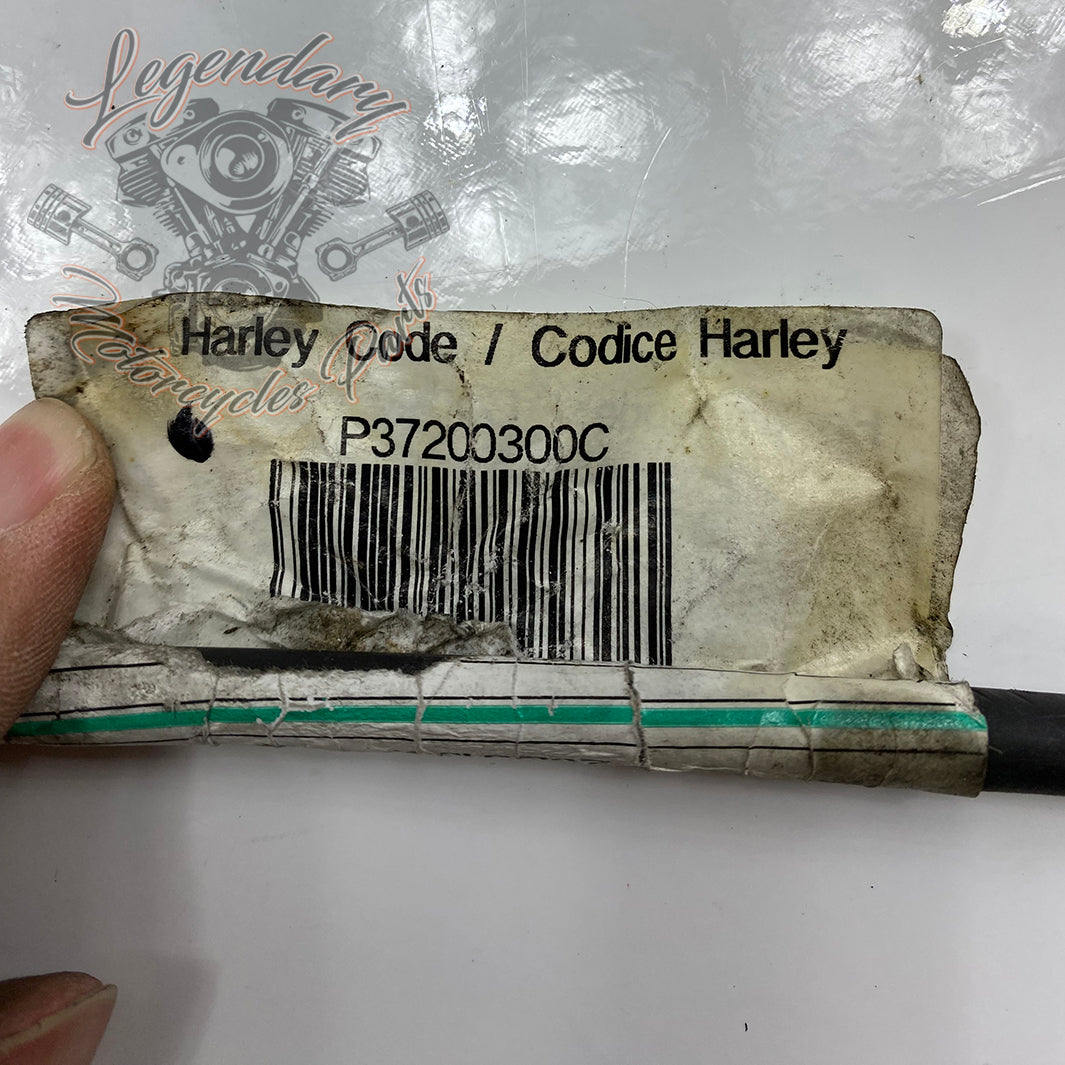 Legendary
Motorcycles Parts
Harley Code / Codice Harley
P37200300C